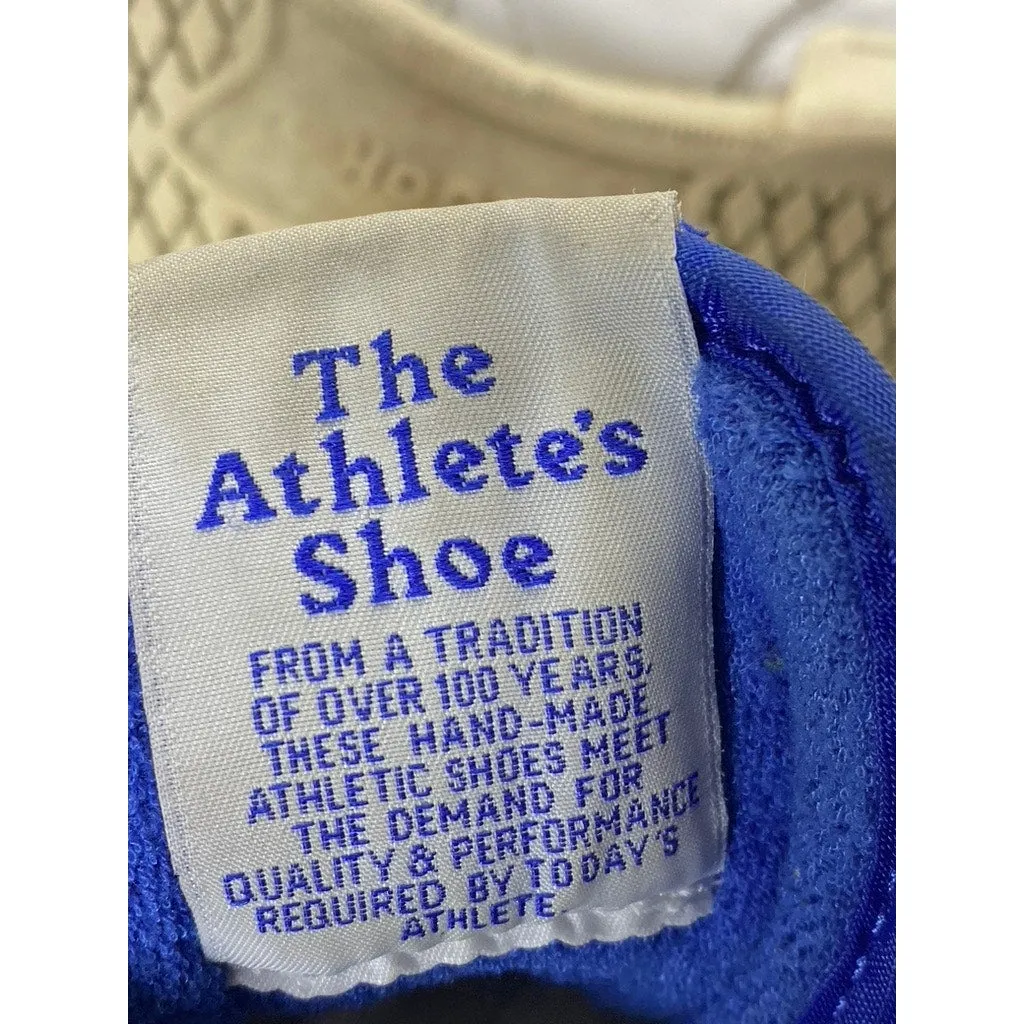 The
Athlete's
Shoe
FROM A TRADITION
OF OVER 100 YEARS,
THESE HAND-MADE
ATHLETIC SHOES MEET
THE DEMAND FOR
QUALITY & PERFORMANCE
REQUIRED BY TODAY'S
ATHLETE